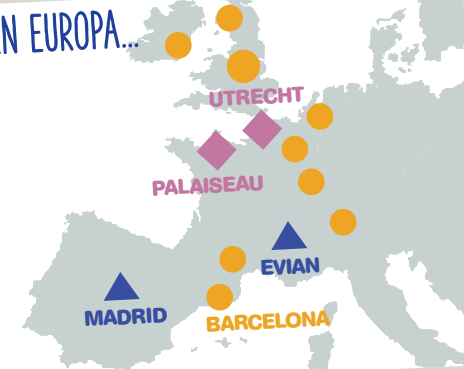 EN EUROPA...
UTRECHT
PALAISEAU
EVIAN
MADRID
BARCELONA